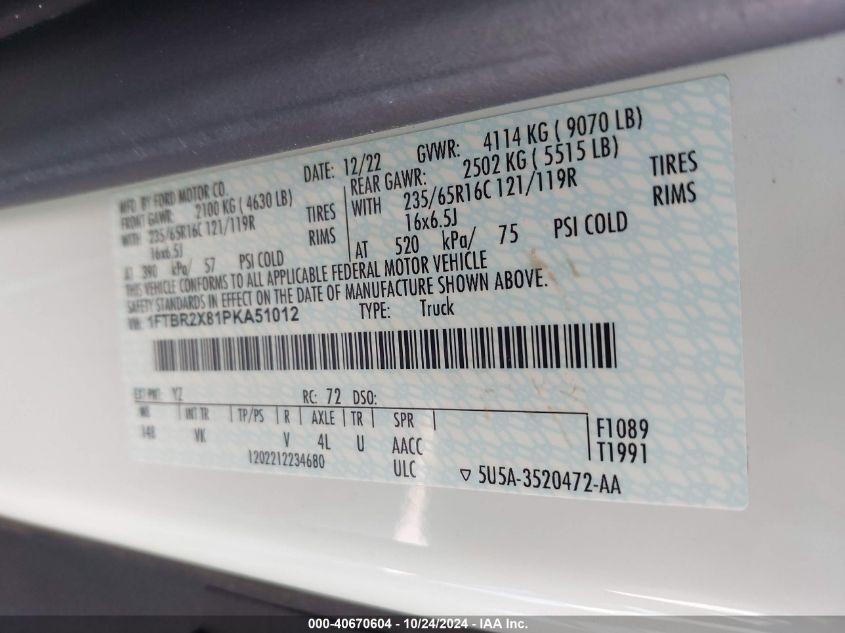 MFD BY FORD MOTOR CO.
DATE: 12/22 GVWR: 4114 KG ( 9070 LB)
FRONT GAWR: 2100 KG ( 4630 LB)
WITH 235/65R16C 121/119R TIRES
16x6.5J RIMS
AT 390 kPa/ 57 PSI COLD
REAR GAWR: 2502 KG ( 5515 LB)
WITH 235/65R16C 121/119R TIRES
16x6.5J RIMS
AT 520 kPa/ 75 PSI COLD
THIS VEHICLE CONFORMS TO ALL APPLICABLE FEDERAL MOTOR VEHICLE
SAFETY STANDARDS IN EFFECT ON THE DATE OF MANUFACTURE SHOWN ABOVE.
VIN: 1FTBR2X81PKA51012 TYPE: Truck
EXT PNT: YZ RC: 72 DSO:
WB INT TR TP/PS R AXLE TR SPR
148 VK V 4L U AACC
1202212234680 ULC
F1089
T1991
▽ 5U5A-3520472-AA
000-40670604 - 10/24/2024 - IAA Inc.